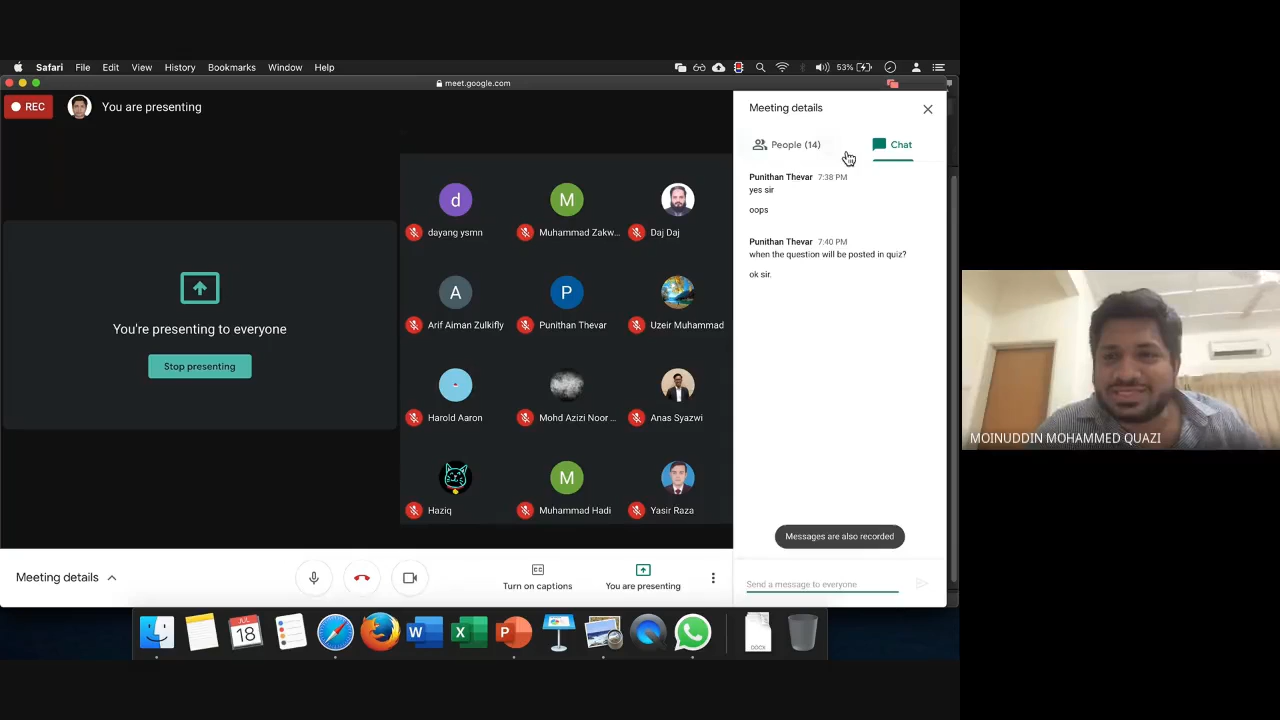 Safari File Edit View History Bookmarks Window Help
53%
meet.google.com
REC
You are presenting
Meeting details
People (14)
Chat
Punithan Thevar 7:38 PM
yes sir
oops
Punithan Thevar 7:40 PM
when the question will be posted in quiz?
ok sir.
d
M
dayang ysmn
Muhammad Zakw...
Daj Daj
A
P
Arif Aiman Zulkifly
Punithan Thevar
Uzeir Muhammad
Harold Aaron
Mohd Azizi Noor ...
Anas Syazwi
M
Haziq
Muhammad Hadi
Yasir Raza
You're presenting to everyone
Stop presenting
Messages are also recorded
Send a message to everyone
Meeting details
CC
Turn on captions
You are presenting
JUL
18
W
X
P
DOCX
MOINUDDIN MOHAMMED QUAZI